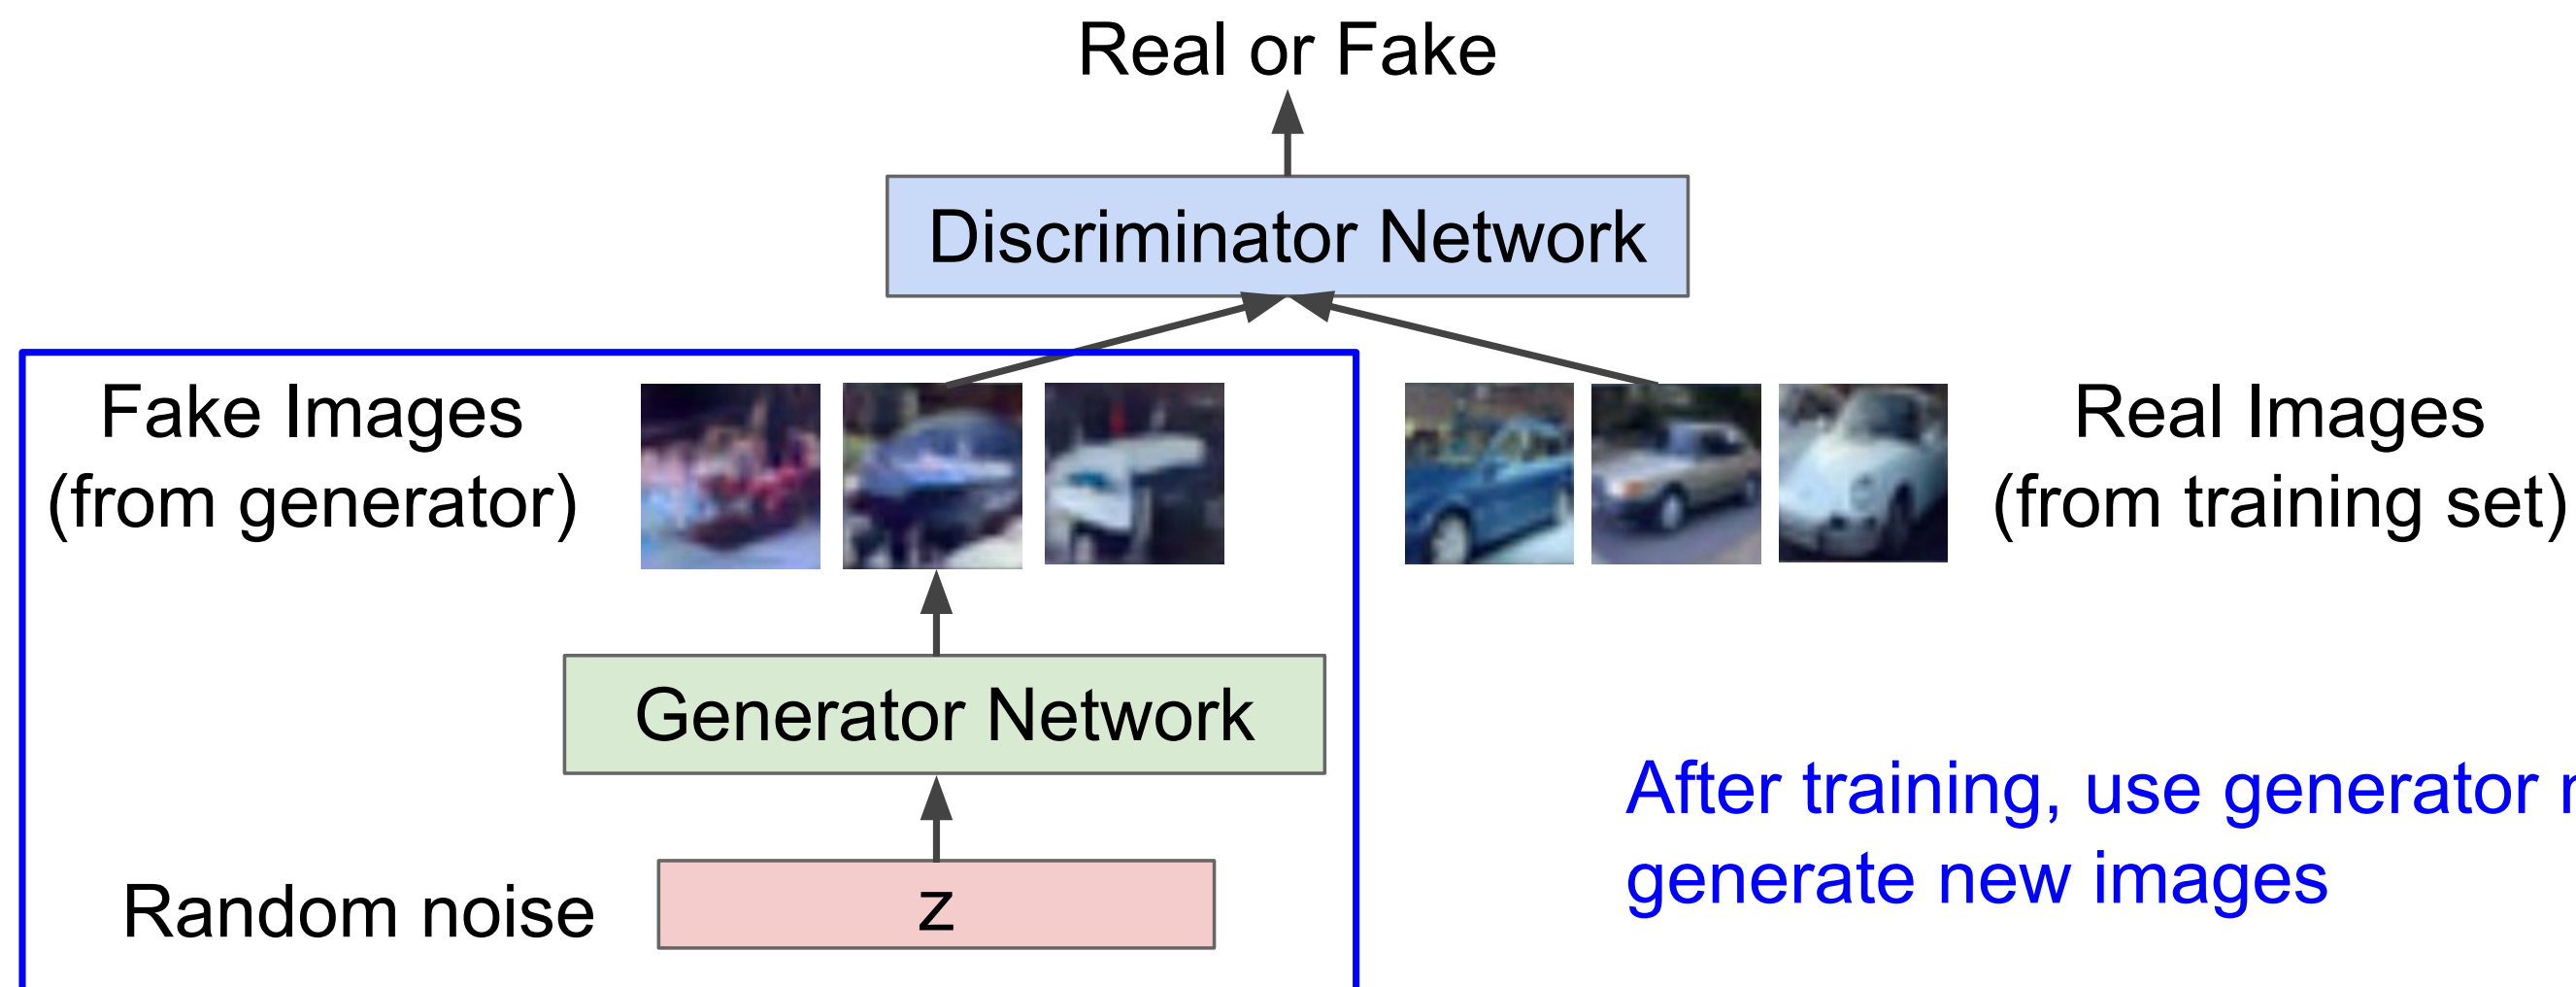 Real or Fake
Discriminator Network
Fake Images
(from generator)
Real Images
(from training set)
Generator Network
After training, use generator
generate new images
Random noise
z